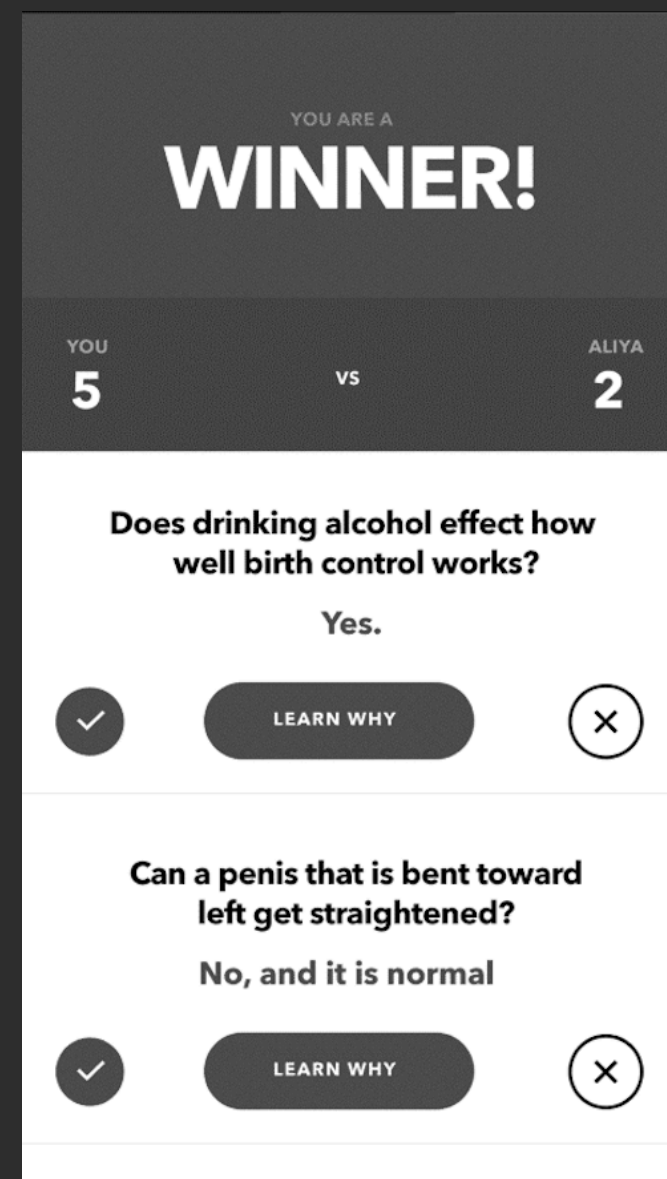 YOU ARE A
WINNER!
YOU
5
VS
ALIYA
2
Does drinking alcohol effect how
well birth control works?
Yes.
LEARN WHY
Can a penis that is bent toward
left get straightened?
No, and it is normal
LEARN WHY